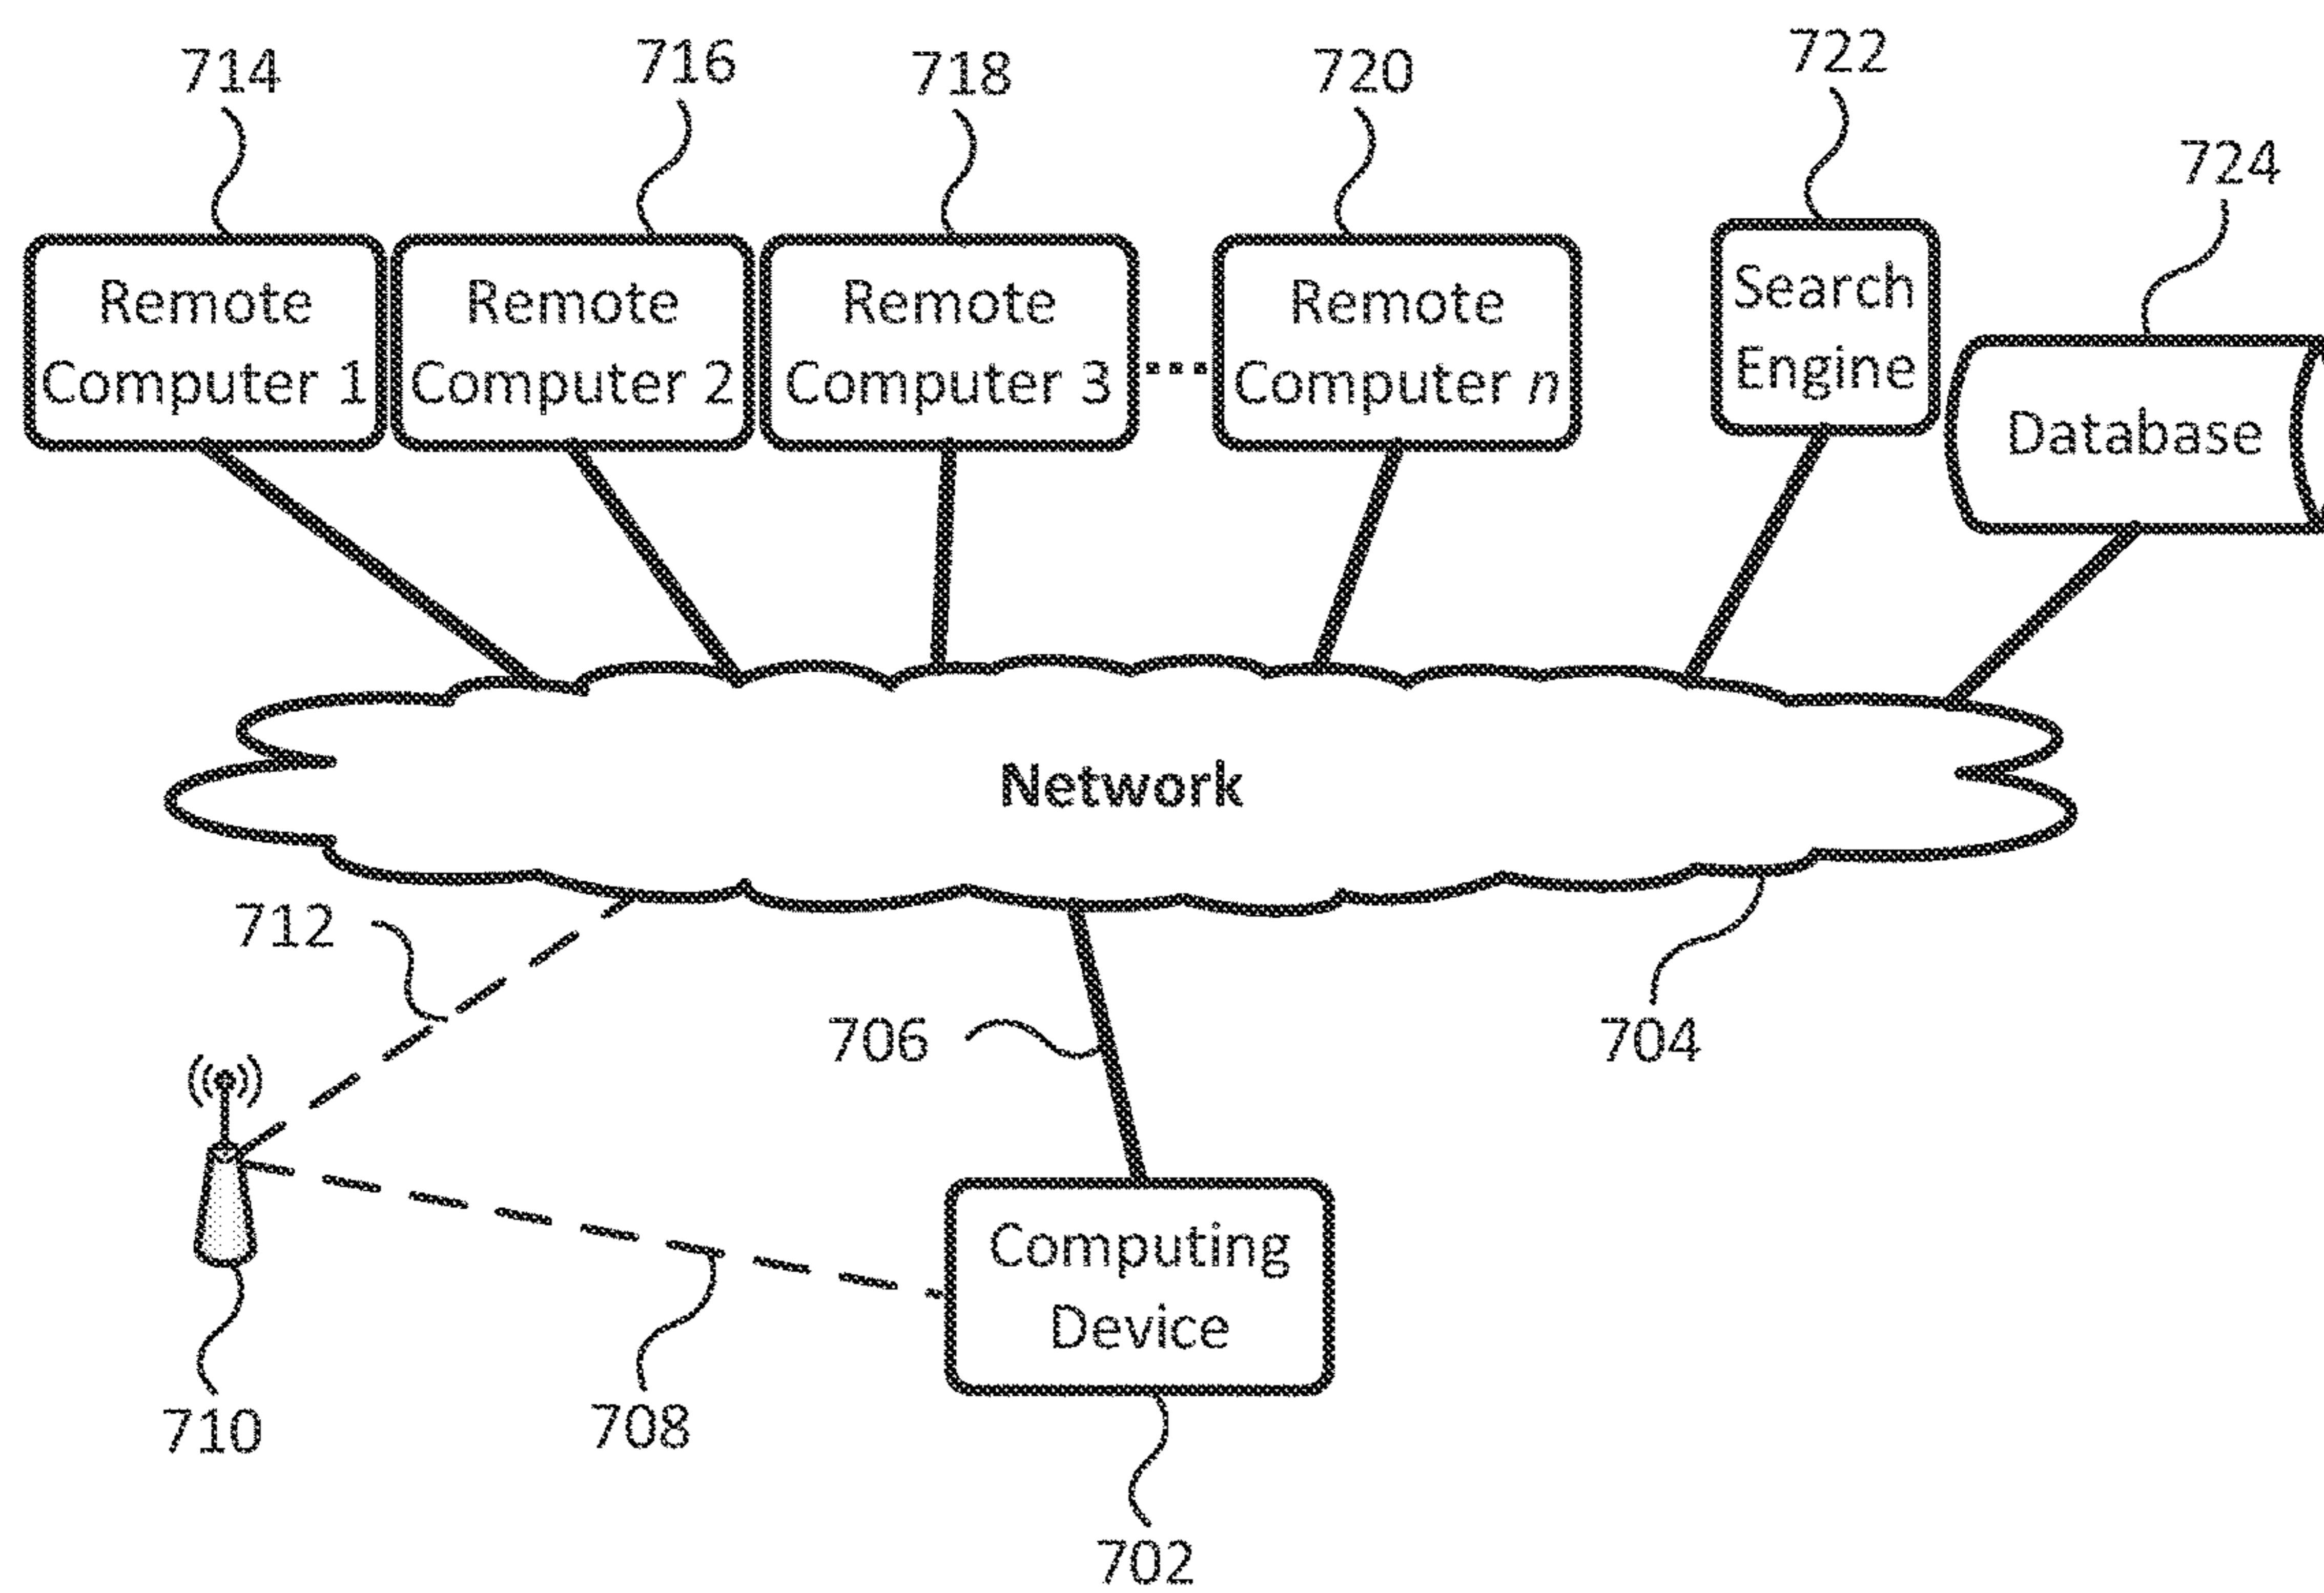 714
716
718
720
722
724
Remote
Computer 1
Remote
Computer 2
Remote
Computer 3
...
Remote
Computer n
Search
Engine
Database
Network
712
706
704
Computing
Device
710
708
702